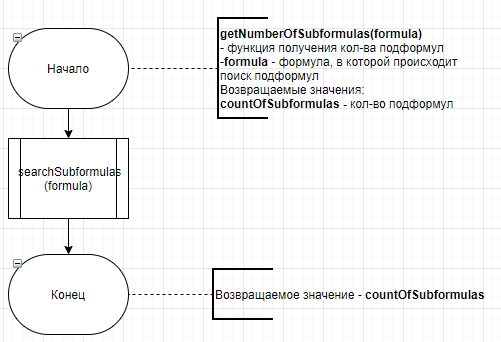 getNumberOfSubformulas(formula)
- функция получения кол-ва подформул
-formula - формула, в которой происходит
поиск подформул
Возвращаемые значения:
countOfSubformulas - кол-во подформул
Начало
searchSubformulas
(formula)
Конец
Возвращаемое значение - countOfSubformulas